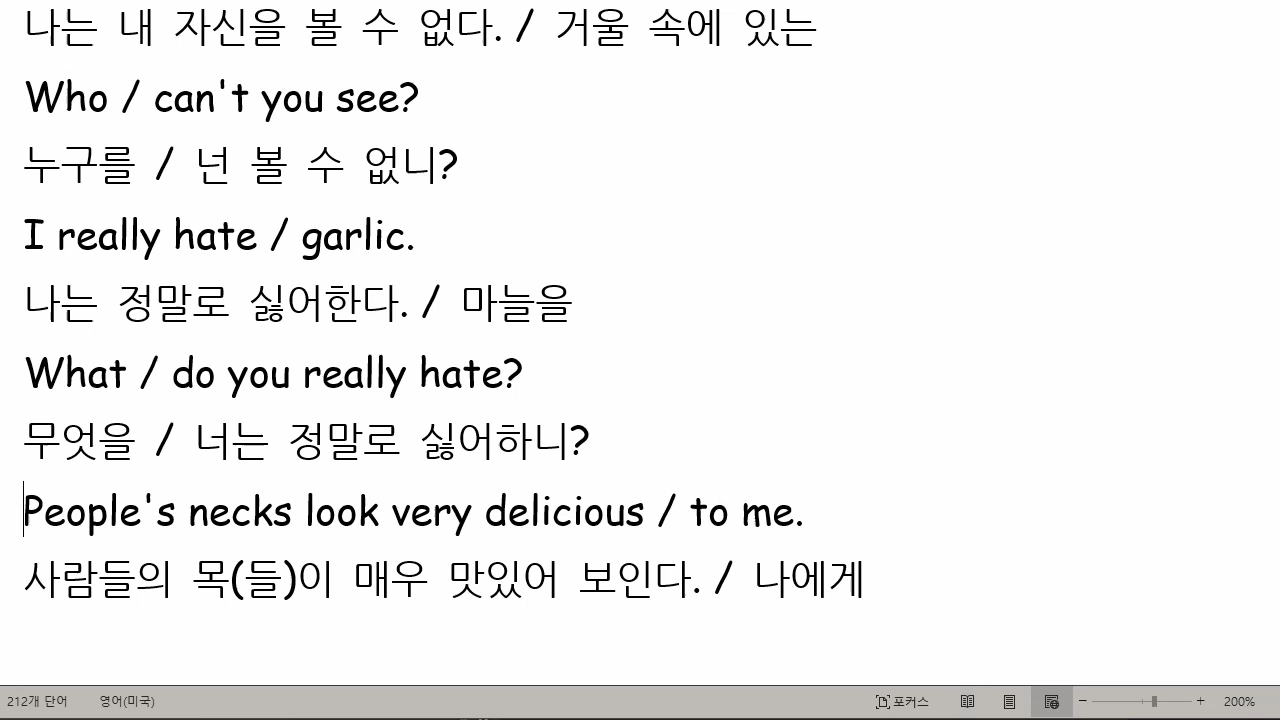 나는 내 자신을 볼 수 없다. / 거울 속에 있는
Who / can't you see?
누구를 / 넌 볼 수 없니?
I really hate / garlic.
나는 정말로 싫어한다. / 마늘을
What / do you really hate?
무엇을 / 너는 정말로 싫어하니?
People's necks look very delicious / to me.
사람들의 목(들)이 매우 맛있어 보인다. / 나에게
212개 단어 영어(미국) 포커스 − + 200%